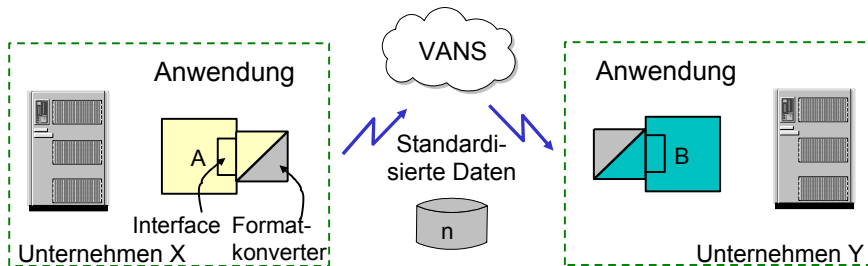 Anwendung
A
Interface
Format-
konverter
Unternehmen X
VANS
Standardi-
sierte Daten
n
Anwendung
B
Unternehmen Y